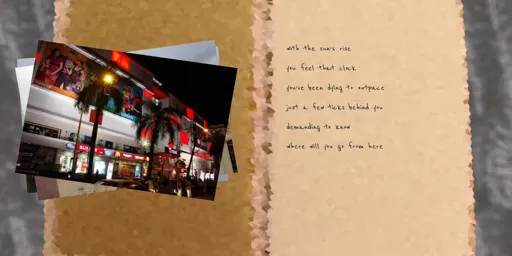 with the sun's rise
you feel that clock
you've been dying to outpace
just a few ticks behind you
demanding to know
where will you go from here